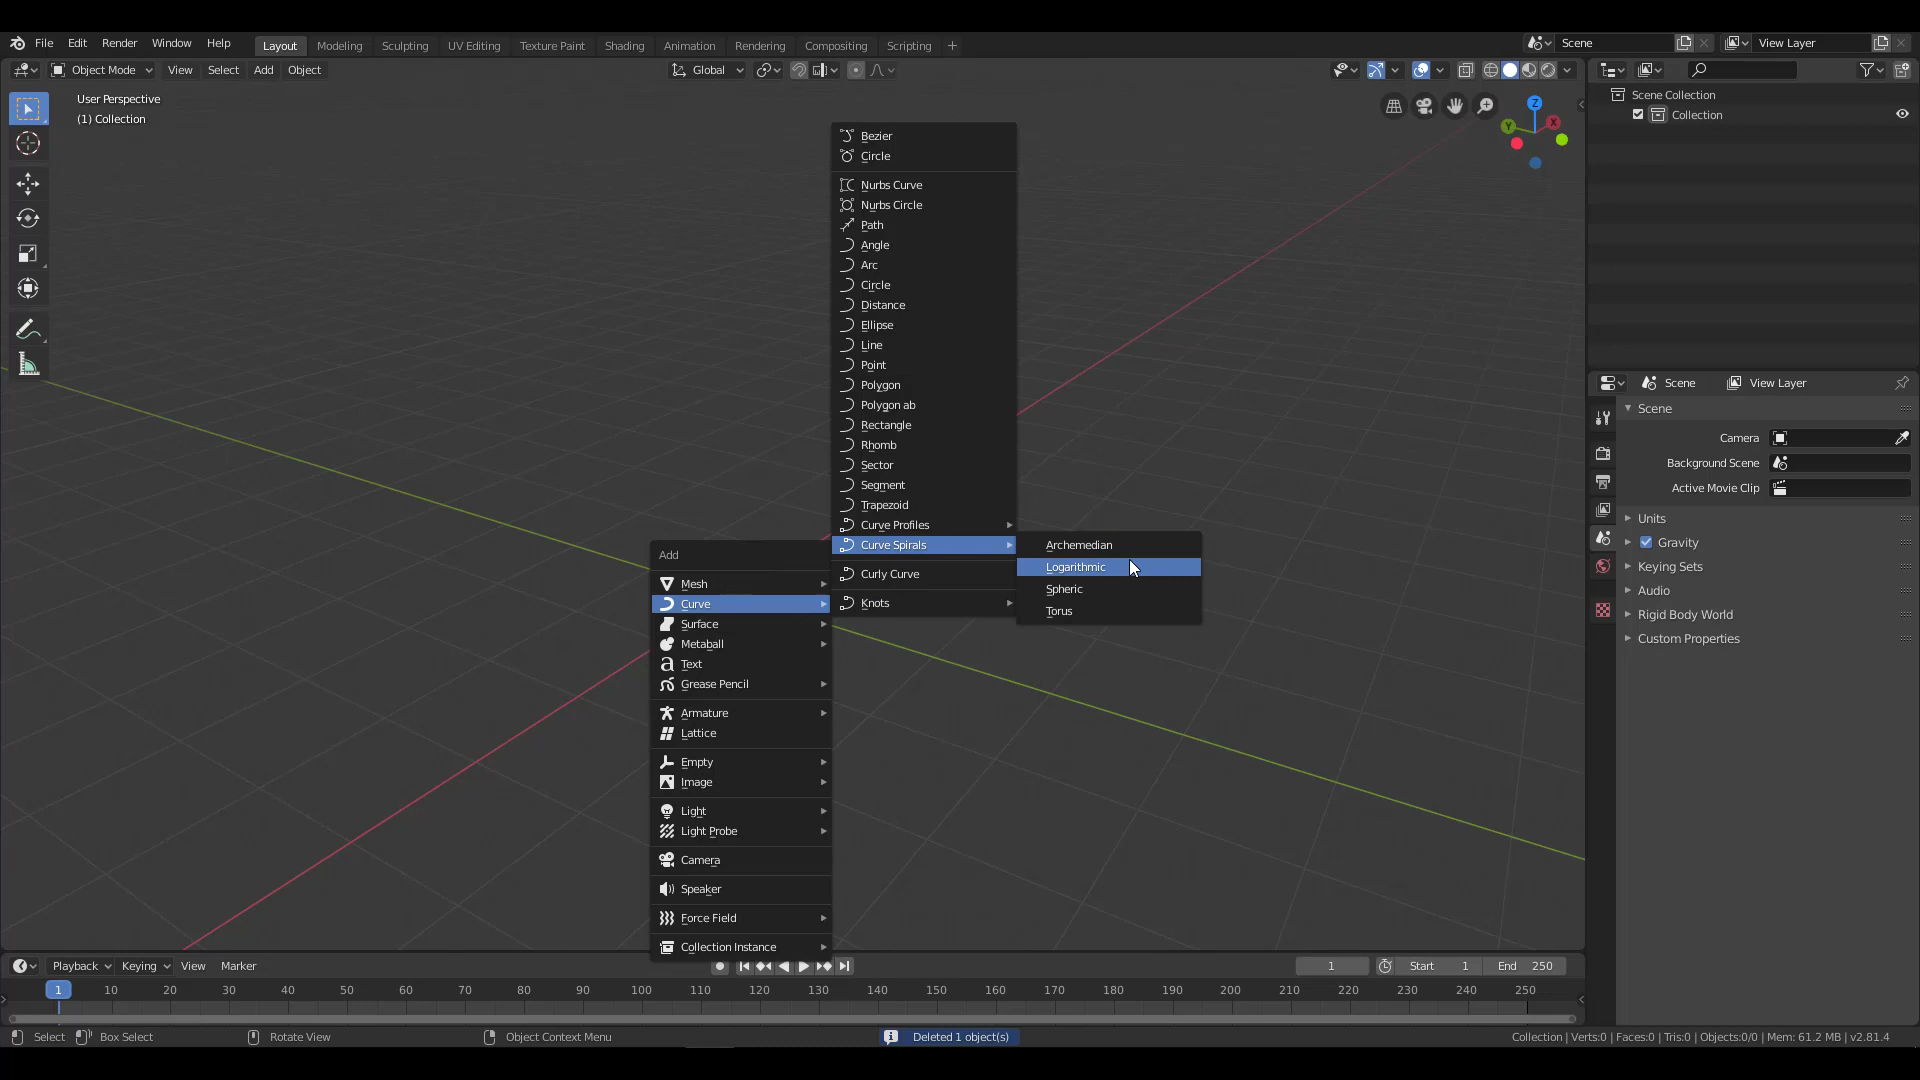 File Edit Render Window Help Layout Modeling Sculpting UV Editing Texture Paint Shading Animation Rendering Compositing Scripting + Scene View Layer
Object Mode View Select Add Object Global
User Perspective
(1) Collection
Z
Y
X
Scene Collection
Collection
Bezier
Circle
Nurbs Curve
Nurbs Circle
Path
Angle
Arc
Circle
Distance
Ellipse
Line
Point
Polygon
Polygon ab
Rectangle
Rhomb
Sector
Segment
Trapezoid
Curve Profiles
Curve Spirals
Curly Curve
Knots
Archemedian
Logarithmic
Spheric
Torus
Add
Mesh
Curve
Surface
Metaball
Text
Grease Pencil
Armature
Lattice
Empty
Image
Light
Light Probe
Camera
Speaker
Force Field
Collection Instance
Scene View Layer
Scene
Camera
Background Scene
Active Movie Clip
Units
Gravity
Keying Sets
Audio
Rigid Body World
Custom Properties
Playback Keying View Marker 1 Start 1 End 250
1 10 20 30 40 50 60 70 80 90 100 110 120 130 140 150 160 170 180 190 200 210 220 230 240 250
Select Box Select Rotate View Object Context Menu Deleted 1 object(s) Collection | Verts:0 | Faces:0 | Tris:0 | Objects:0/0 | Mem: 61.2 MB | v2.81.4